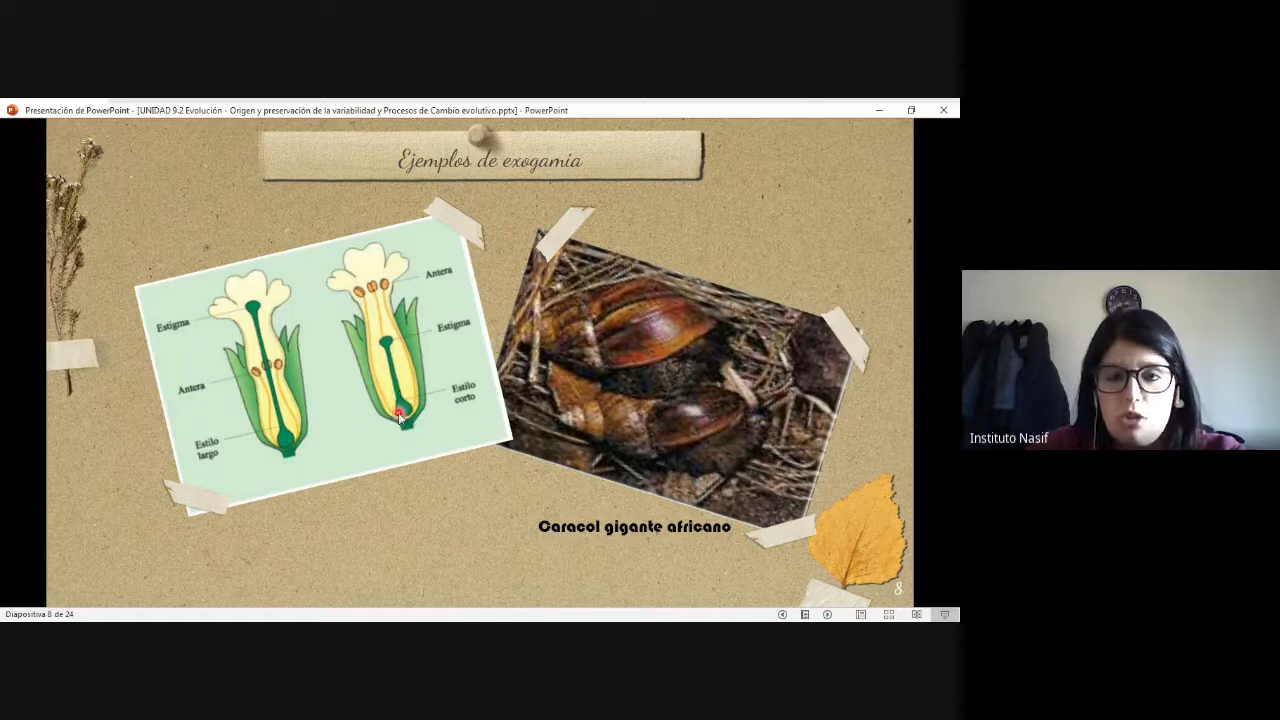 Presentación de PowerPoint - [UNIDAD 9.2 Evolución - Origen y preservación de la variabilidad y Procesos de Cambio evolutivo.pptx] - PowerPoint
Ejemplos de exogamia
Estigma
Antera
Estilo
largo
Antera
Estigma
Estilo
corto
Caracol gigante africano
8
Diapositiva 8 de 24
Instituto Nasif